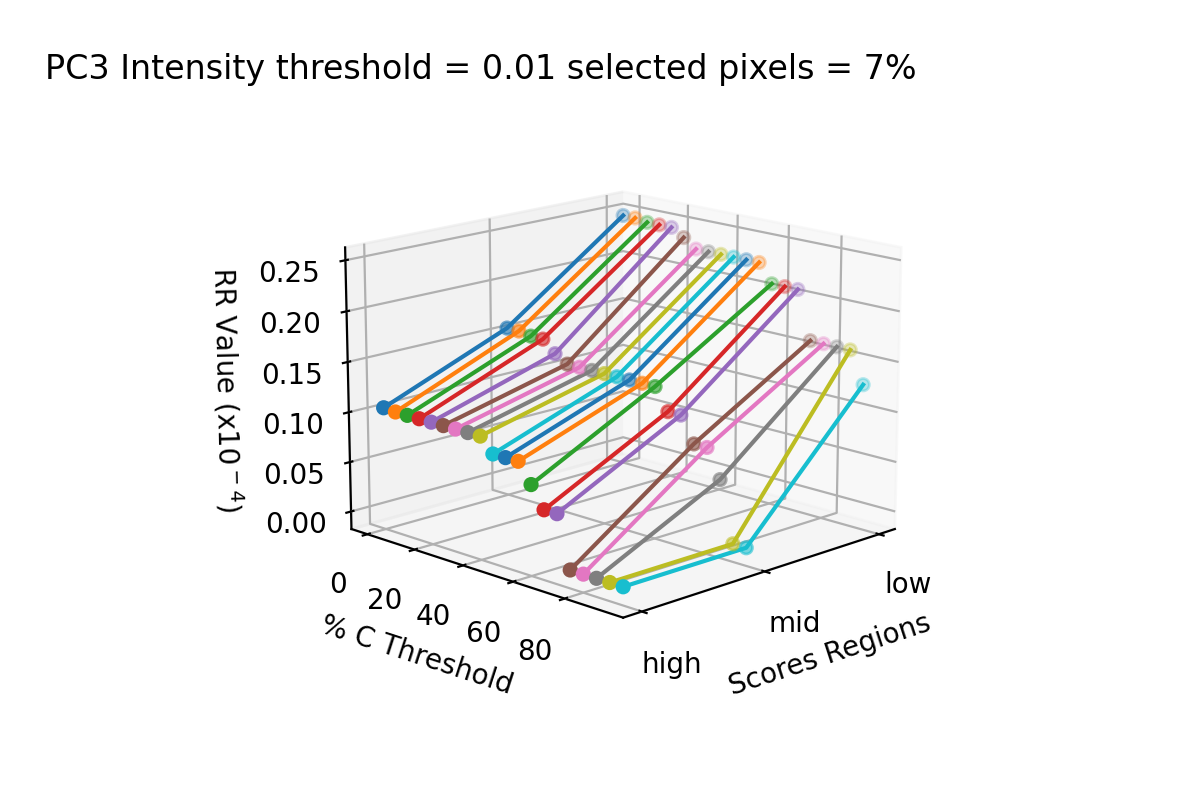 PC3 Intensity threshold = 0.01 selected pixels = 7%
RR Value (x10⁻⁴)
0.25
0.20
0.15
0.10
0.05
0.00
0
20
40
60
80
% C Threshold
high
mid
low
Scores Regions